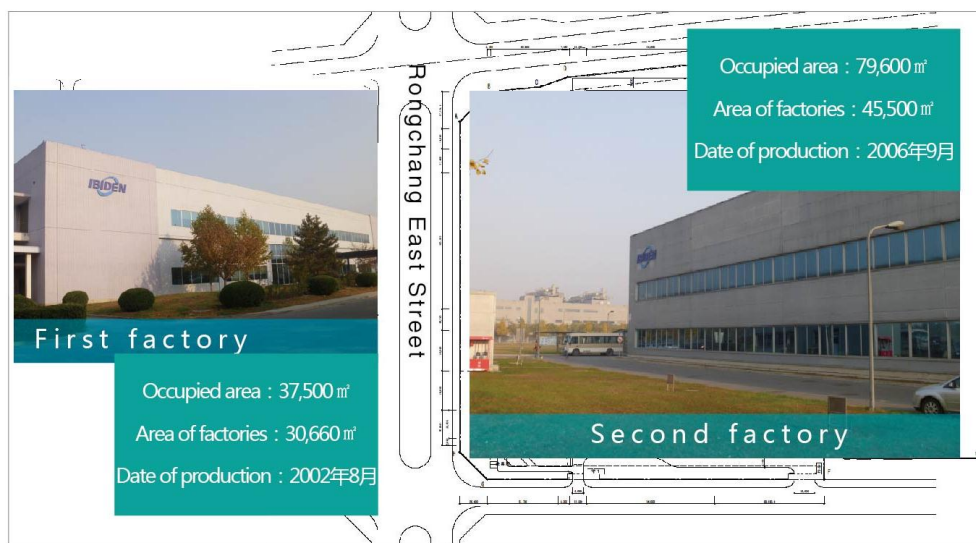 Rongchang East Street
IBIDEN
First factory
Occupied area：37,500㎡
Area of factories：30,660㎡
Date of production：2002年8月
Occupied area：79,600㎡
Area of factories：45,500㎡
Date of production：2006年9月
IBIDEN
Second factory